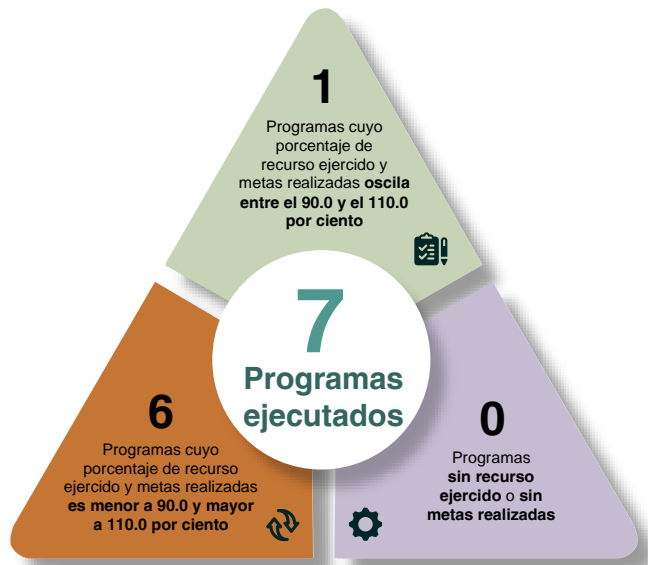 1
Programas cuyo
porcentaje de
recurso ejercido y
metas realizadas oscila
entre el 90.0 y el 110.0
por ciento
7
Programas
ejecutados
6
Programas cuyo
porcentaje de recurso
ejercido y metas realizadas
es menor a 90.0 y mayor
a 110.0 por ciento
0
Programas
sin recurso
ejercido o sin
metas realizadas